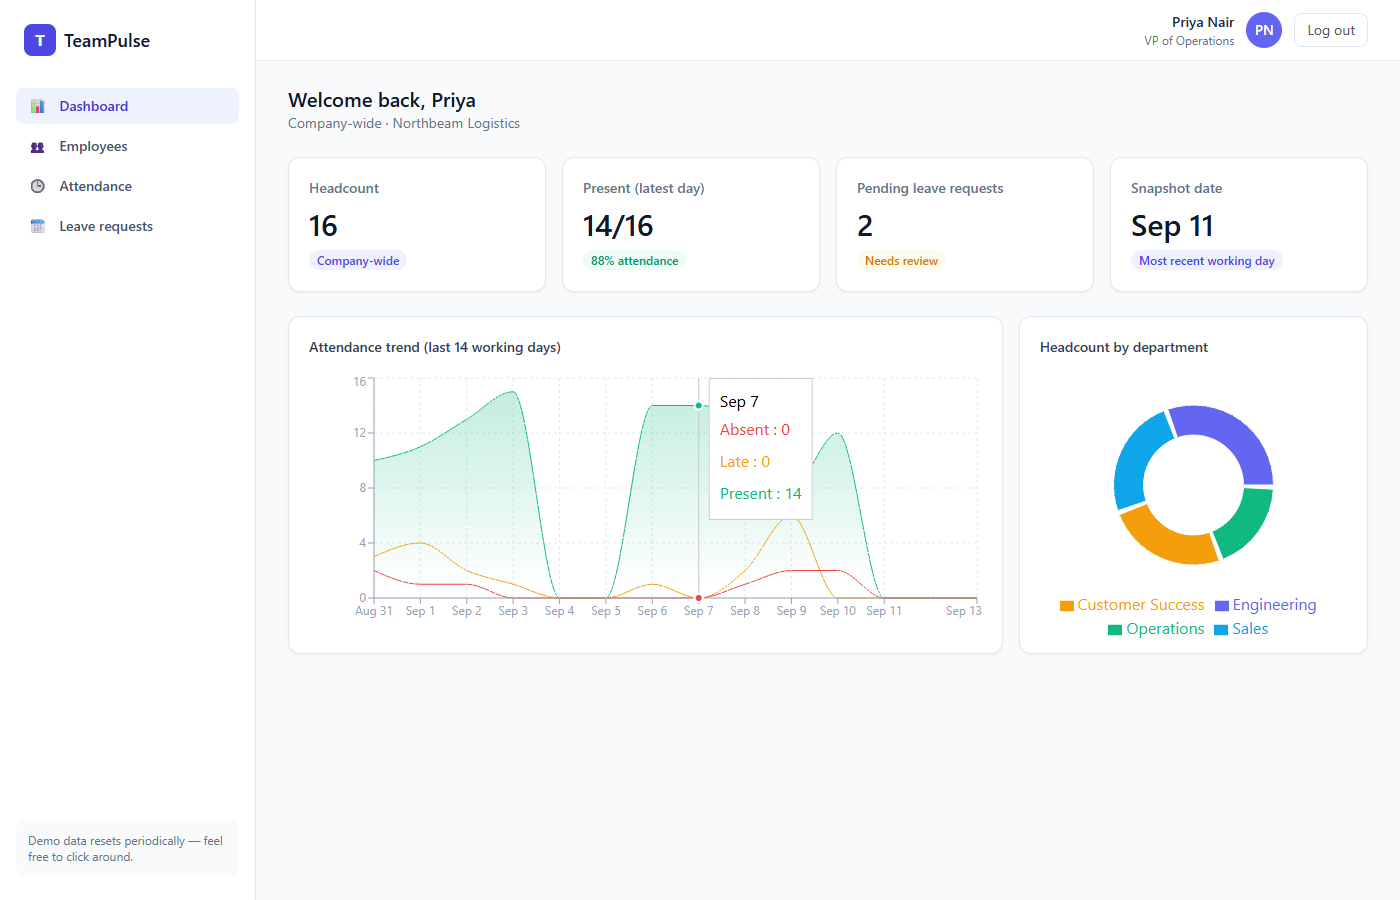 T TeamPulse
Priya Nair
VP of Operations
PN
Log out
Dashboard
Employees
Attendance
Leave requests
Welcome back, Priya
Company-wide · Northbeam Logistics
Headcount
16
Company-wide
Present (latest day)
14/16
88% attendance
Pending leave requests
2
Needs review
Snapshot date
Sep 11
Most recent working day
Attendance trend (last 14 working days)
16
12
8
4
0
Aug 31 Sep 1 Sep 2 Sep 3 Sep 4 Sep 5 Sep 6 Sep 7 Sep 8 Sep 9 Sep 10 Sep 11 Sep 13
Sep 7
Absent : 0
Late : 0
Present : 14
Headcount by department
Customer Success Engineering
Operations Sales
Demo data resets periodically — feel
free to click around.